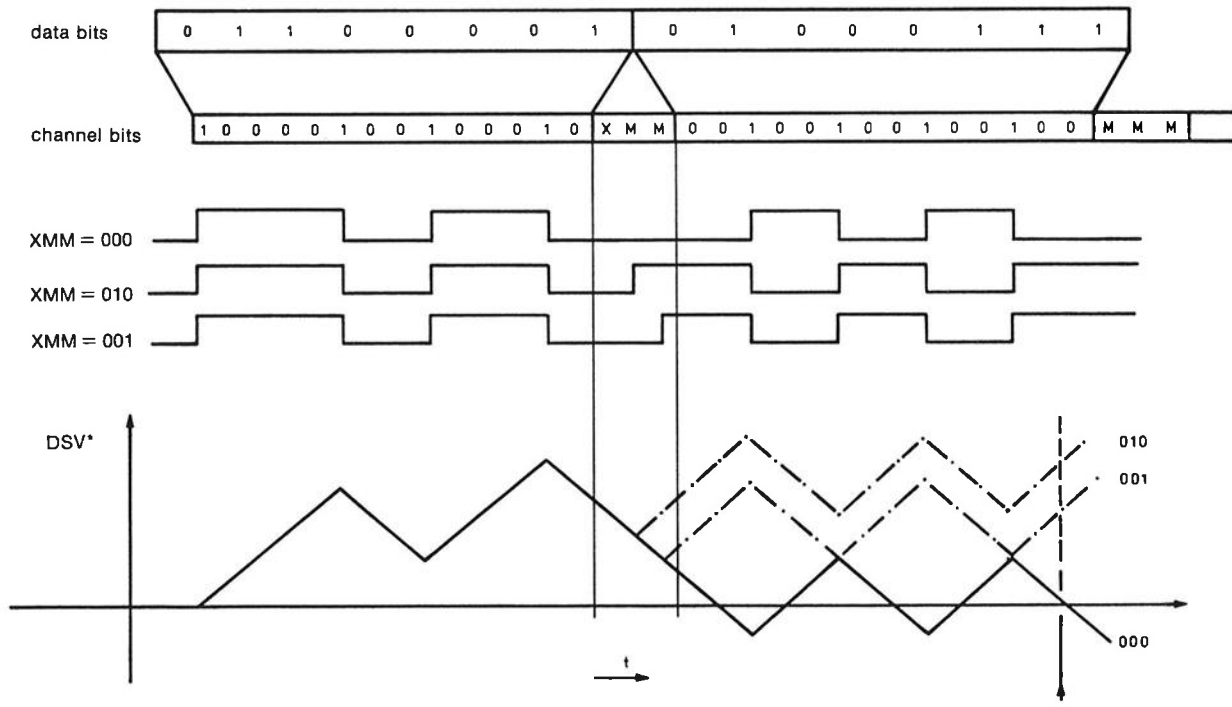 data bits 0 1 1 0 0 0 0 1 0 1 0 0 0 1 1 1
channel bits 1 0 0 0 0 1 0 0 1 0 0 0 1 0 X M M 0 0 1 0 0 1 0 0 1 0 0 1 0 0 M M M
XMM = 000
XMM = 010
XMM = 001
DSV*
010
001
000
t